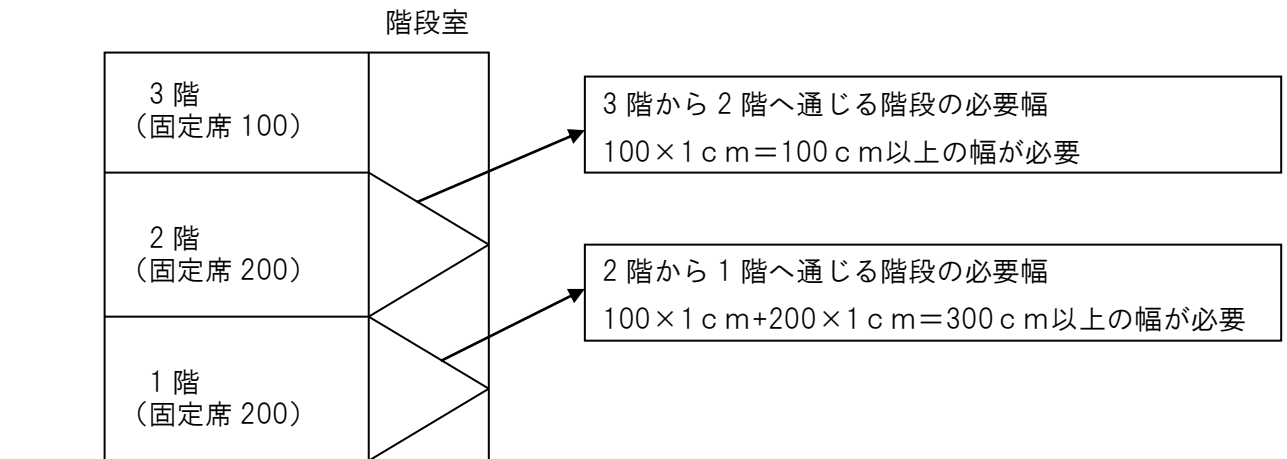 階段室
3階
(固定席100)
3階から2階へ通じる階段の必要幅
100×1cm=100cm以上の幅が必要
2階
(固定席200)
2階から1階へ通じる階段の必要幅
100×1cm+200×1cm=300cm以上の幅が必要
1階
(固定席200)